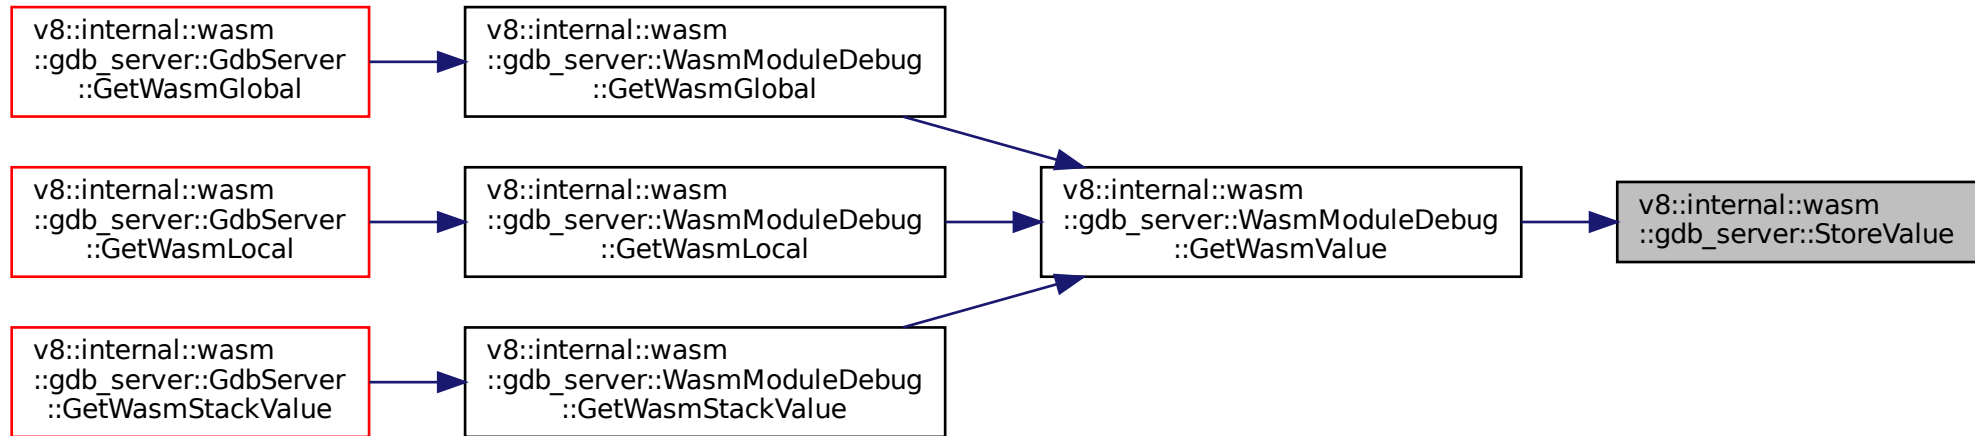 v8::internal::wasm
::gdb_server::GdbServer
::GetWasmGlobal
v8::internal::wasm
::gdb_server::WasmModuleDebug
::GetWasmGlobal
v8::internal::wasm
::gdb_server::GdbServer
::GetWasmLocal
v8::internal::wasm
::gdb_server::WasmModuleDebug
::GetWasmLocal
v8::internal::wasm
::gdb_server::WasmModuleDebug
::GetWasmValue
v8::internal::wasm
::gdb_server::StoreValue
v8::internal::wasm
::gdb_server::GdbServer
::GetWasmStackValue
v8::internal::wasm
::gdb_server::WasmModuleDebug
::GetWasmStackValue